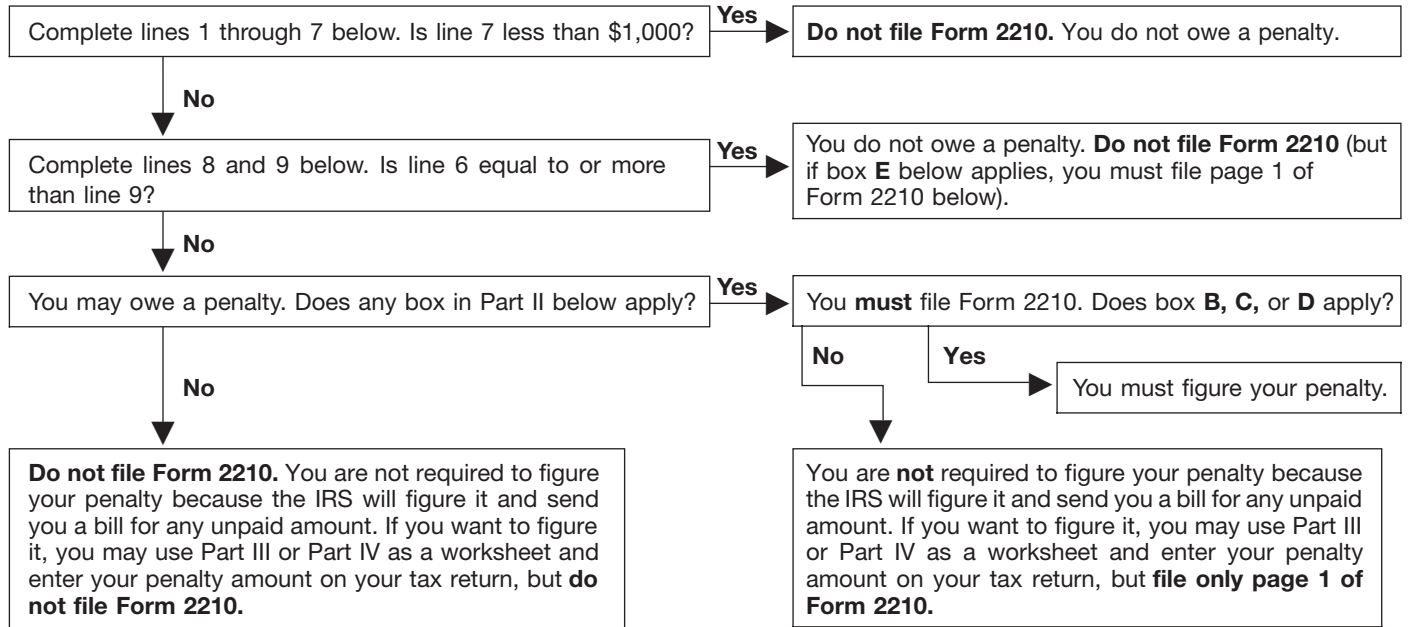 Complete lines 1 through 7 below. Is line 7 less than $1,000?
Yes
Do not file Form 2210. You do not owe a penalty.
No
Complete lines 8 and 9 below. Is line 6 equal to or more
than line 9?
Yes
You do not owe a penalty. Do not file Form 2210 (but
if box E below applies, you must file page 1 of
Form 2210 below).
No
You may owe a penalty. Does any box in Part II below apply?
Yes
You must file Form 2210. Does box B, C, or D apply?
No
Yes
You must figure your penalty.
No
Do not file Form 2210. You are not required to figure
your penalty because the IRS will figure it and send
you a bill for any unpaid amount. If you want to figure
it, you may use Part III or Part IV as a worksheet and
enter your penalty amount on your tax return, but do
not file Form 2210.
You are not required to figure your penalty because
the IRS will figure it and send you a bill for any unpaid
amount. If you want to figure it, you may use Part III
or Part IV as a worksheet and enter your penalty
amount on your tax return, but file only page 1 of
Form 2210.